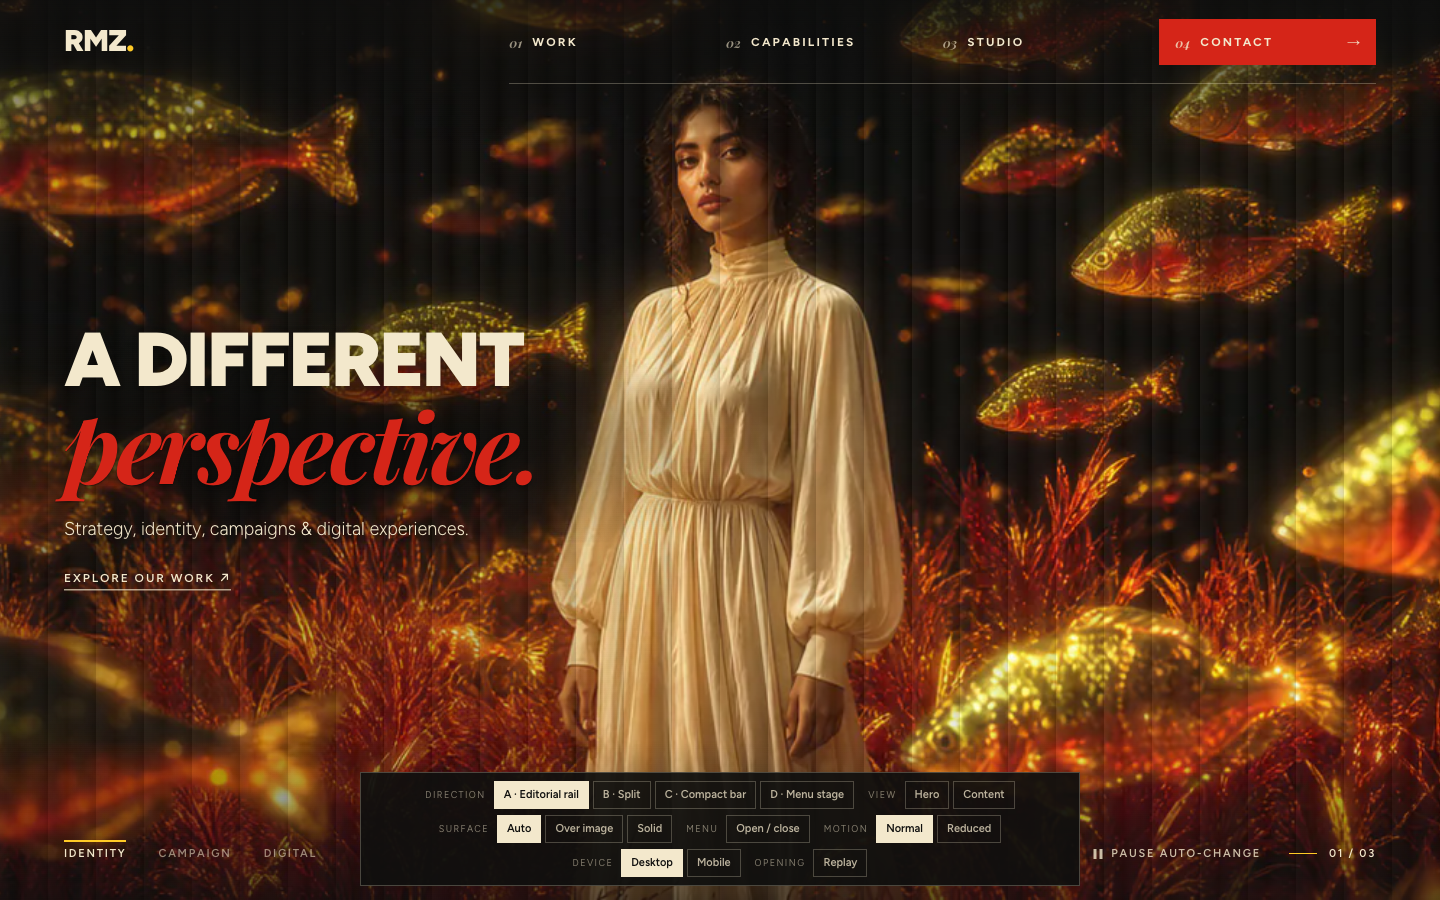 RMZ.
01 WORK
02 CAPABILITIES
03 STUDIO
04 CONTACT →
A DIFFERENT
perspective.
Strategy, identity, campaigns & digital experiences.
EXPLORE OUR WORK ↗
DIRECTION A · Editorial rail B · Split C · Compact bar D · Menu stage VIEW Hero Content
SURFACE Auto Over image Solid MENU Open / close MOTION Normal Reduced
DEVICE Desktop Mobile OPENING Replay
IDENTITY CAMPAIGN DIGITAL
PAUSE AUTO-CHANGE 01 / 03